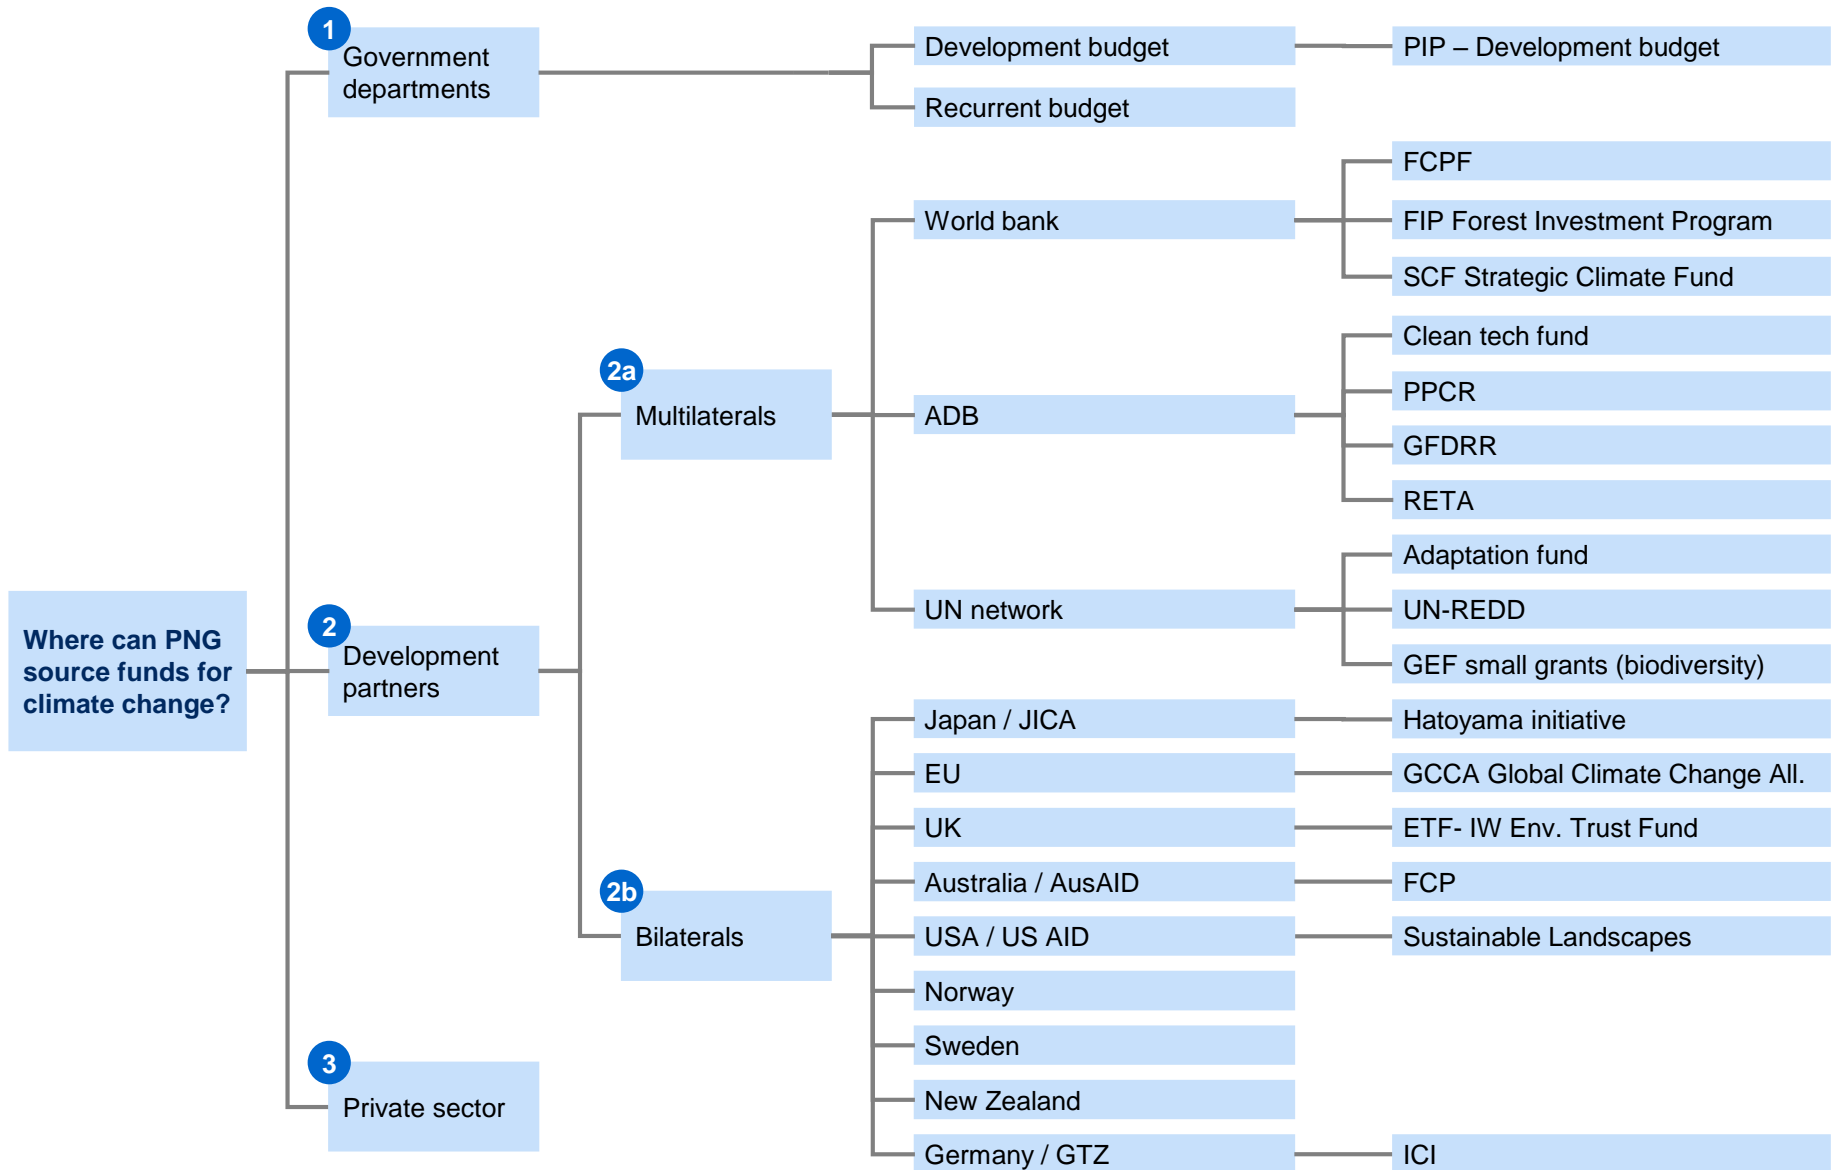 1
Government
departments
Development budget
PIP – Development budget
Recurrent budget
FCPF
World bank
FIP Forest Investment Program
SCF Strategic Climate Fund
Clean tech fund
2a
Multilaterals
PPCR
ADB
GFDRR
RETA
Adaptation fund
UN network
UN-REDD
GEF small grants (biodiversity)
Where can PNG
source funds for
climate change?
2
Development
partners
Japan / JICA
Hatoyama initiative
EU
GCCA Global Climate Change All.
UK
ETF- IW Env. Trust Fund
2b
Bilaterals
Australia / AusAID
FCP
USA / US AID
Sustainable Landscapes
Norway
Sweden
New Zealand
Germany / GTZ
ICI
3
Private sector